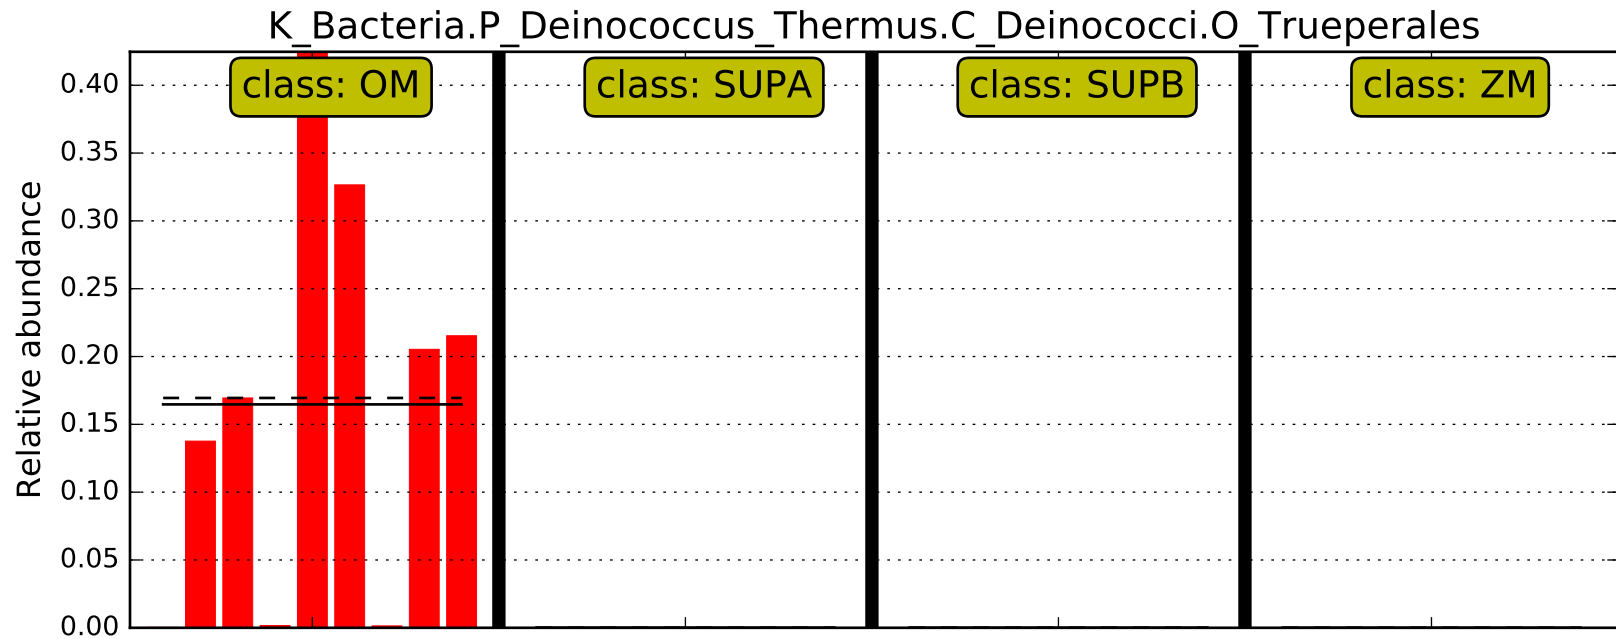 K_Bacteria.P_Deinococcus_Thermus.C_Deinococci.O_Trueperales
class: OM
class: SUPA
class: SUPB
class: ZM
Relative abundance
0.40
0.35
0.30
0.25
0.20
0.15
0.10
0.05
0.00